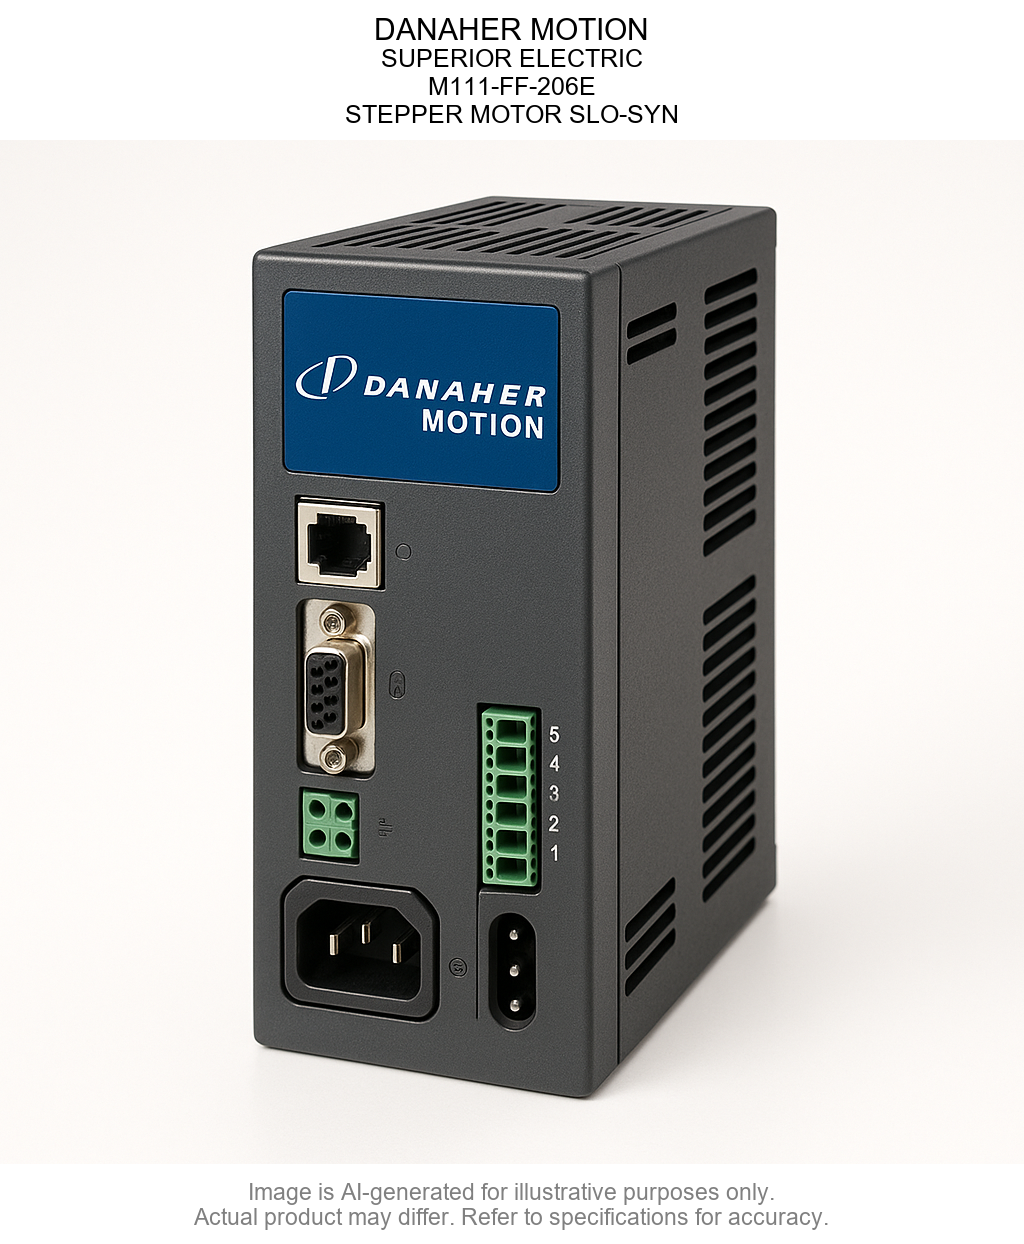 DANAHER MOTION
SUPERIOR ELECTRIC
M111-FF-206E
STEPPER MOTOR SLO-SYN
DANAHER
MOTION
5
4
3
2
1
Image is AI-generated for illustrative purposes only.
Actual product may differ. Refer to specifications for accuracy.